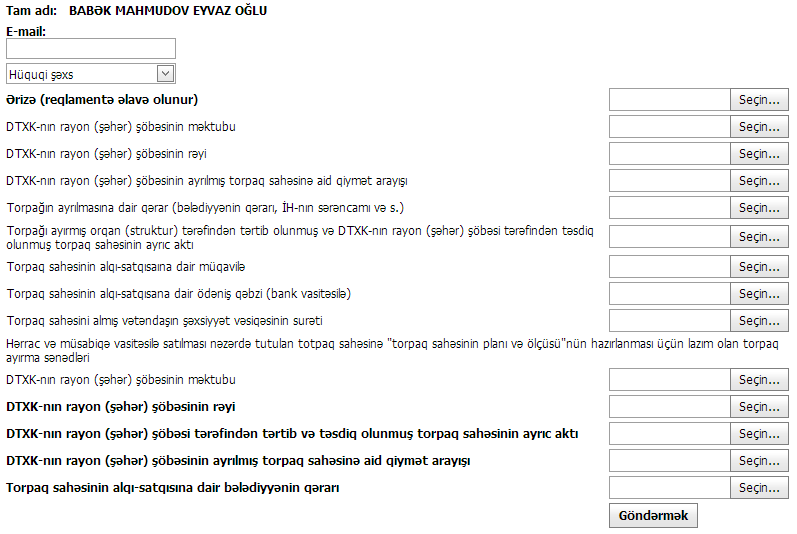 Tam adı: BABƏK MAHMUDOV EYVAZ OĞLU
E-mail:
Hüquqi şəxs
Ərizə (reqlamentə əlavə olunur) Seçin...
DTXK-nın rayon (şəhər) şöbəsinin məktubu Seçin...
DTXK-nın rayon (şəhər) şöbəsinin rəyi Seçin...
DTXK-nın rayon (şəhər) şöbəsinin ayrılmış torpaq sahəsinə aid qiymət arayışı Seçin...
Torpağın ayrılmasına dair qərar (bələdiyyənin qərarı, İH-nın sərəncamı və s.) Seçin...
Torpağı ayırmış orqan (struktur) tərəfindən tərtib olunmuş və DTXK-nın rayon (şəhər) şöbəsi tərəfindən təsdiq
olunmuş torpaq sahəsinin ayrıc aktı Seçin...
Torpaq sahəsinin alqı-satqısaına dair müqavilə Seçin...
Torpaq sahəsinin alqı-satqısana dair ödəniş qəbzi (bank vasitəsilə) Seçin...
Torpaq sahəsini almış vətəndaşın şəxsiyyət vəsiqəsinin surəti Seçin...
Hərrac və müsabiqə vasitəsilə satılması nəzərdə tutulan totpaq sahəsinə "torpaq sahəsinin planı və ölçüsü"nün hazırlanması üçün lazım olan torpaq
ayırma sənədləri
DTXK-nın rayon (şəhər) şöbəsinin məktubu Seçin...
DTXK-nın rayon (şəhər) şöbəsinin rəyi Seçin...
DTXK-nın rayon (şəhər) şöbəsi tərəfindən tərtib və təsdiq olunmuş torpaq sahəsinin ayrıc aktı Seçin...
DTXK-nın rayon (şəhər) şöbəsinin ayrılmış torpaq sahəsinə aid qiymət arayışı Seçin...
Torpaq sahəsinin alqı-satqısına dair bələdiyyənin qərarı Seçin...
Göndərmək